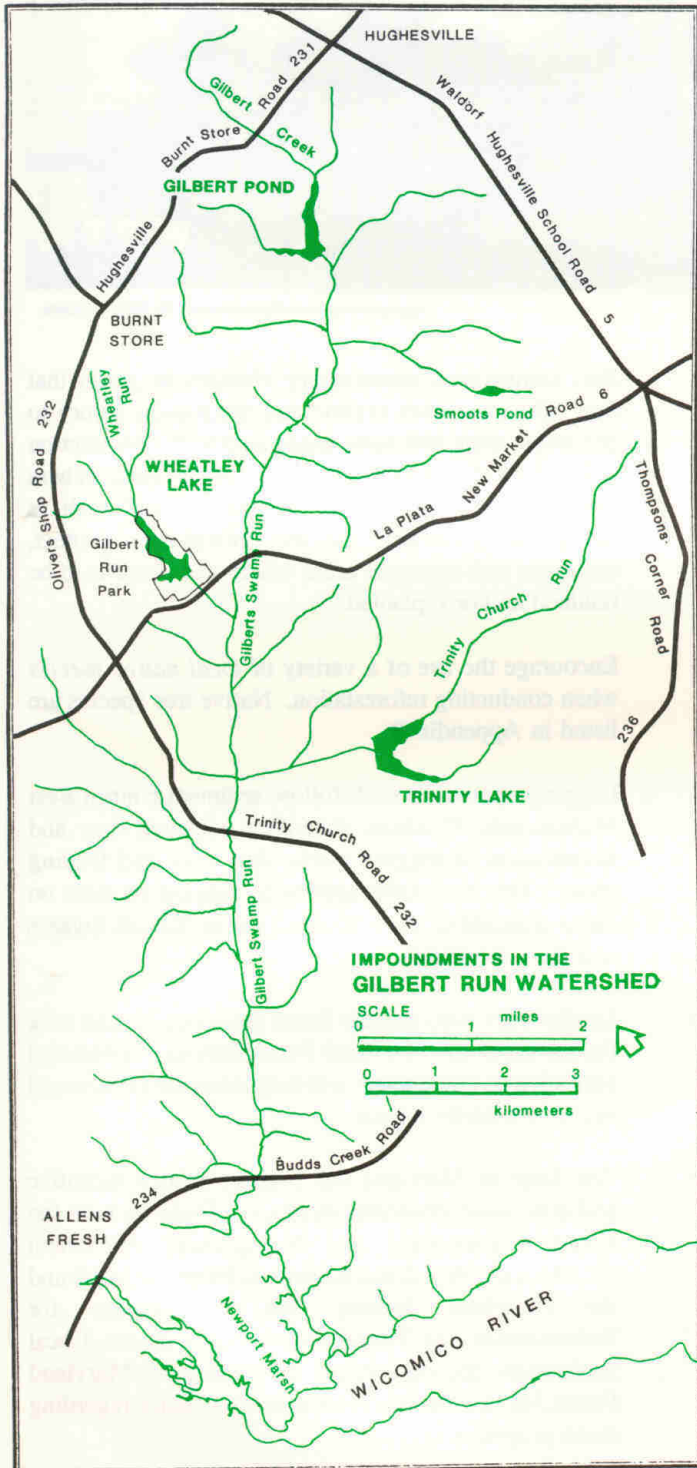 HUGHESVILLE
Gilbert Creek
Burnt Store Road 231
Hughesville
Waldorf Hughesville School Road 5
GILBERT POND
BURNT
STORE
Wheatley
Run
Smoots Pond
Olivers Shop Road 232
WHEATLEY
LAKE
La Plata New Market Road 6
Gilbert
Run
Park
Gilberts Swamp Run
Trinity Church Run
Thompsons Corner Road
236
TRINITY LAKE
Trinity Church Road 232
Gilbert Swamp Run
IMPOUNDMENTS IN THE
GILBERT RUN WATERSHED
SCALE
0 1 miles 2
0 1 2 3
kilometers
Budds Creek Road
234
ALLENS
FRESH
Newport Marsh
WICOMICO RIVER